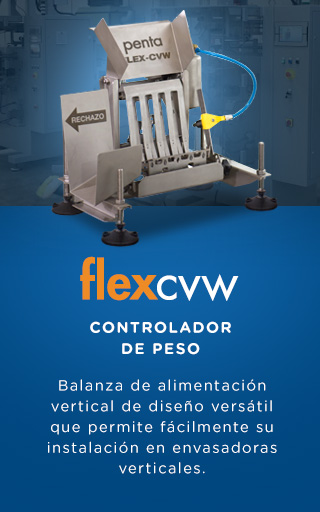 penta
FLEX-CVW
RECHAZO
flexcvw
CONTROLADOR
DE PESO
Balanza de alimentación
vertical de diseño versátil
que permite fácilmente su
instalación en envasadoras
verticales.